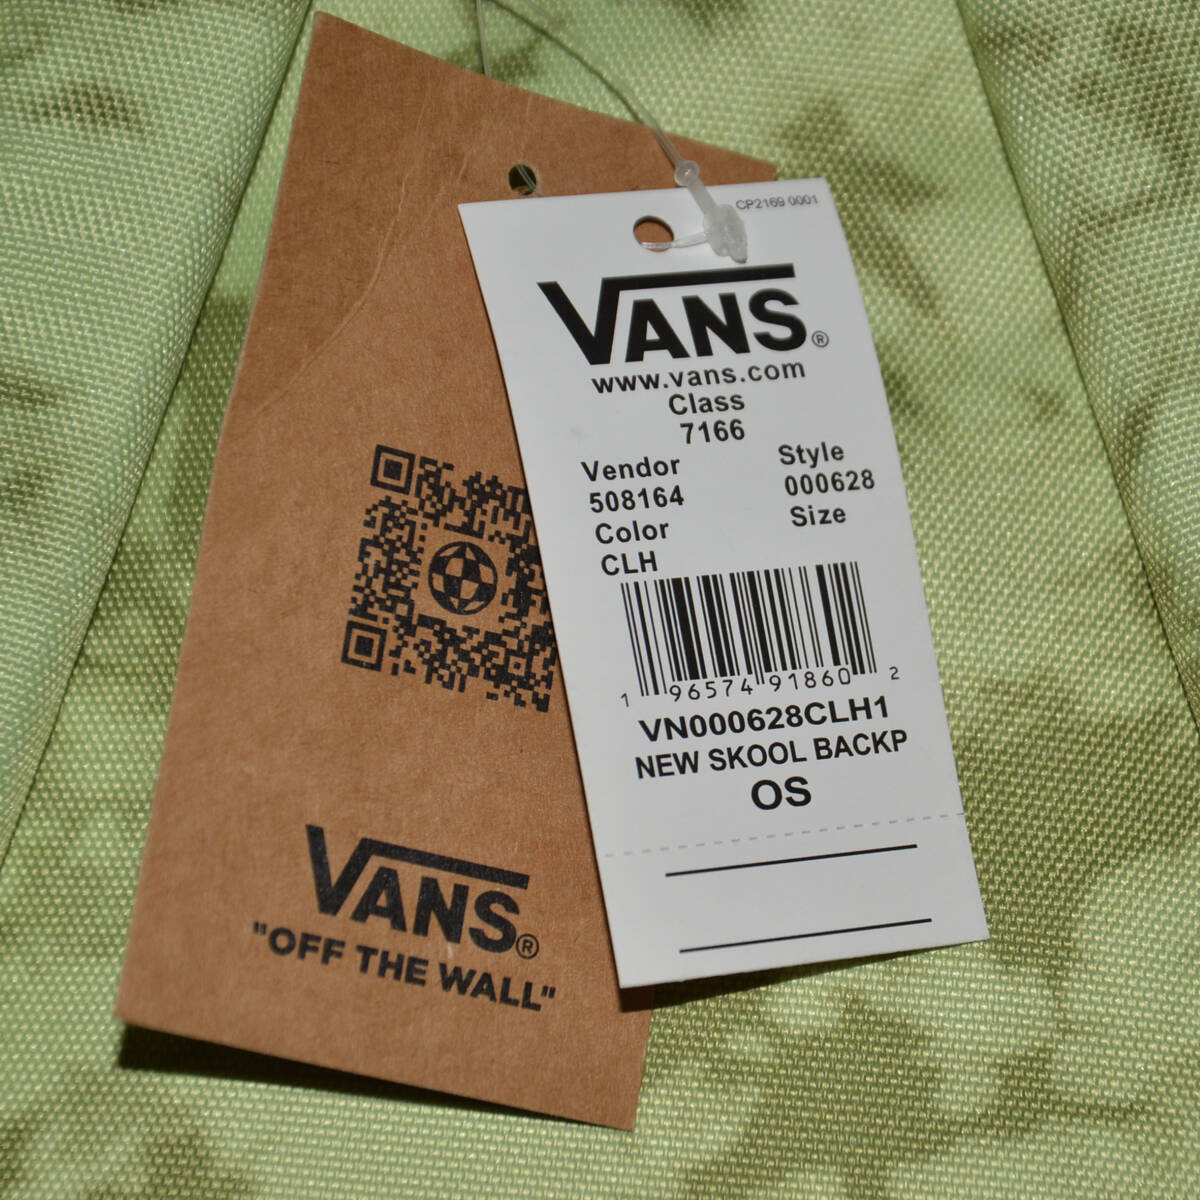 CP2169 0001
VANS®
www.vans.com
Class
7166
Vendor Style
508164 000628
Color Size
CLH
1 96574 91860 2
VN000628CLH1
NEW SKOOL BACKP
OS
VANS®
"OFF THE WALL"